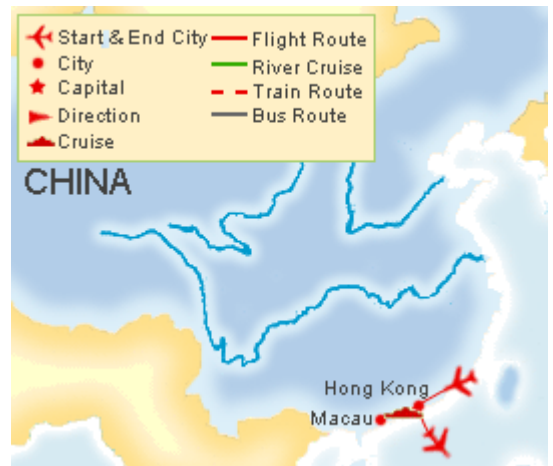 Start & End City
City
Capital
Direction
Cruise
Flight Route
River Cruise
Train Route
Bus Route
CHINA
Hong Kong
Macau